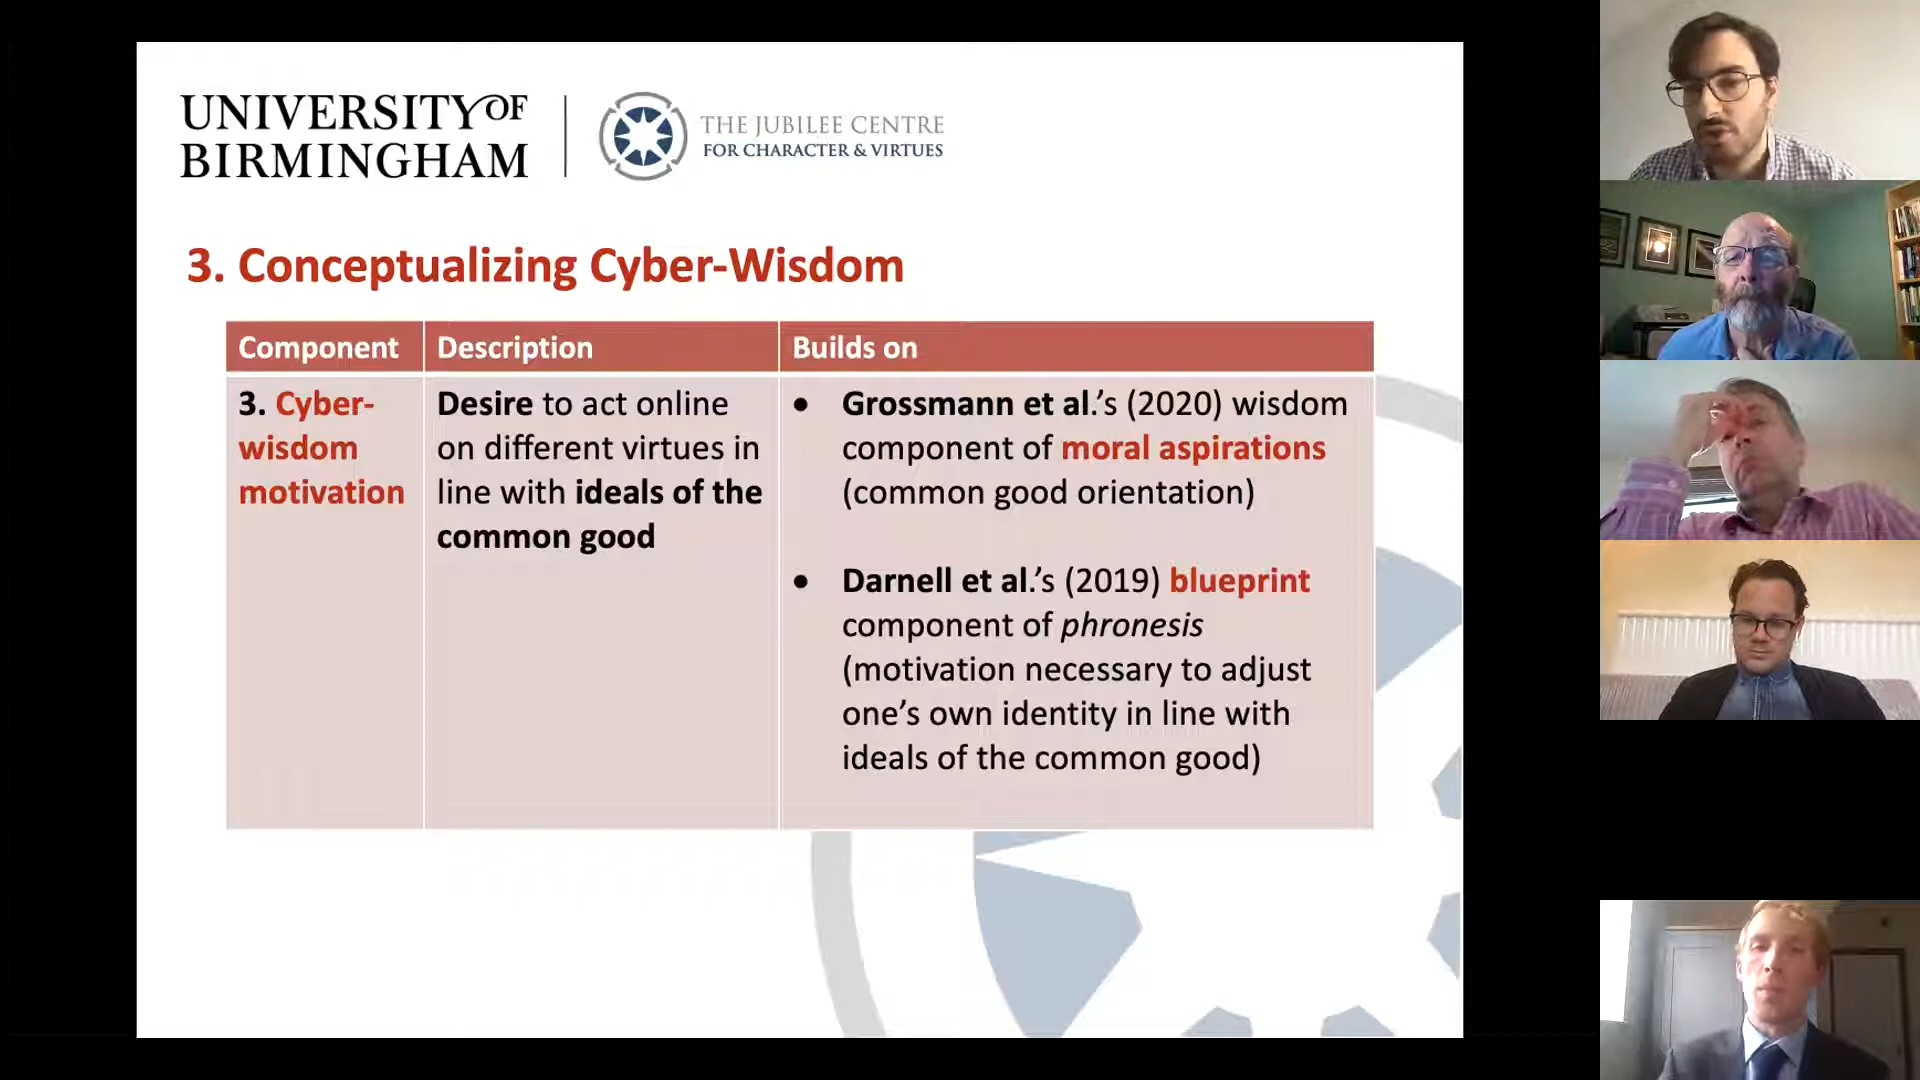 UNIVERSITY OF
BIRMINGHAM
THE JUBILEE CENTRE
FOR CHARACTER & VIRTUES
3. Conceptualizing Cyber-Wisdom
Component
Description
Builds on
3. Cyber-
wisdom
motivation
Desire to act online
on different virtues in
line with ideals of the
common good
• Grossmann et al.’s (2020) wisdom
component of moral aspirations
(common good orientation)
• Darnell et al.’s (2019) blueprint
component of phronesis
(motivation necessary to adjust
one’s own identity in line with
ideals of the common good)